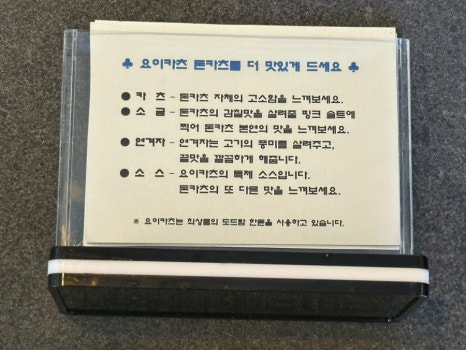 ♣ 요이카츠 돈카츠를 더 맛있게 드세요 ♣
● 카 츠 - 돈카츠 자체의 고소함을 느껴보세요.
● 소 금 - 돈카츠의 감칠맛을 살려줄 핑크 솔트에
찍어 돈카츠 본연의 맛을 느껴보세요.
● 연겨자 - 연겨자는 고기의 풍미를 살려주고,
끝맛을 깔끔하게 해줍니다.
● 소 스 - 요이카츠의 특제 소스입니다.
돈카츠의 또 다른 맛을 느껴보세요.
※ 요이카츠는 최상품의 도드람 한돈을 사용하고 있습니다.